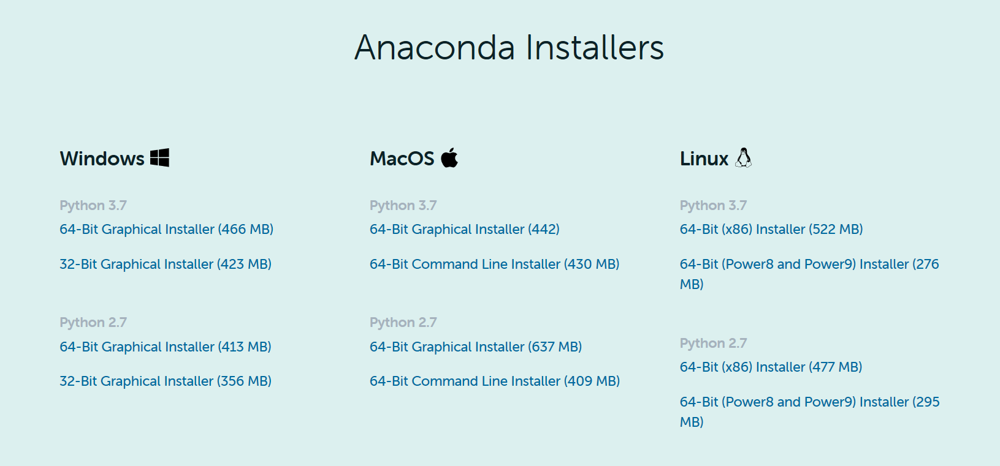 Anaconda Installers
Windows
Python 3.7
64-Bit Graphical Installer (466 MB)
32-Bit Graphical Installer (423 MB)
Python 2.7
64-Bit Graphical Installer (413 MB)
32-Bit Graphical Installer (356 MB)
MacOS
Python 3.7
64-Bit Graphical Installer (442)
64-Bit Command Line Installer (430 MB)
Python 2.7
64-Bit Graphical Installer (637 MB)
64-Bit Command Line Installer (409 MB)
Linux
Python 3.7
64-Bit (x86) Installer (522 MB)
64-Bit (Power8 and Power9) Installer (276
MB)
Python 2.7
64-Bit (x86) Installer (477 MB)
64-Bit (Power8 and Power9) Installer (295
MB)